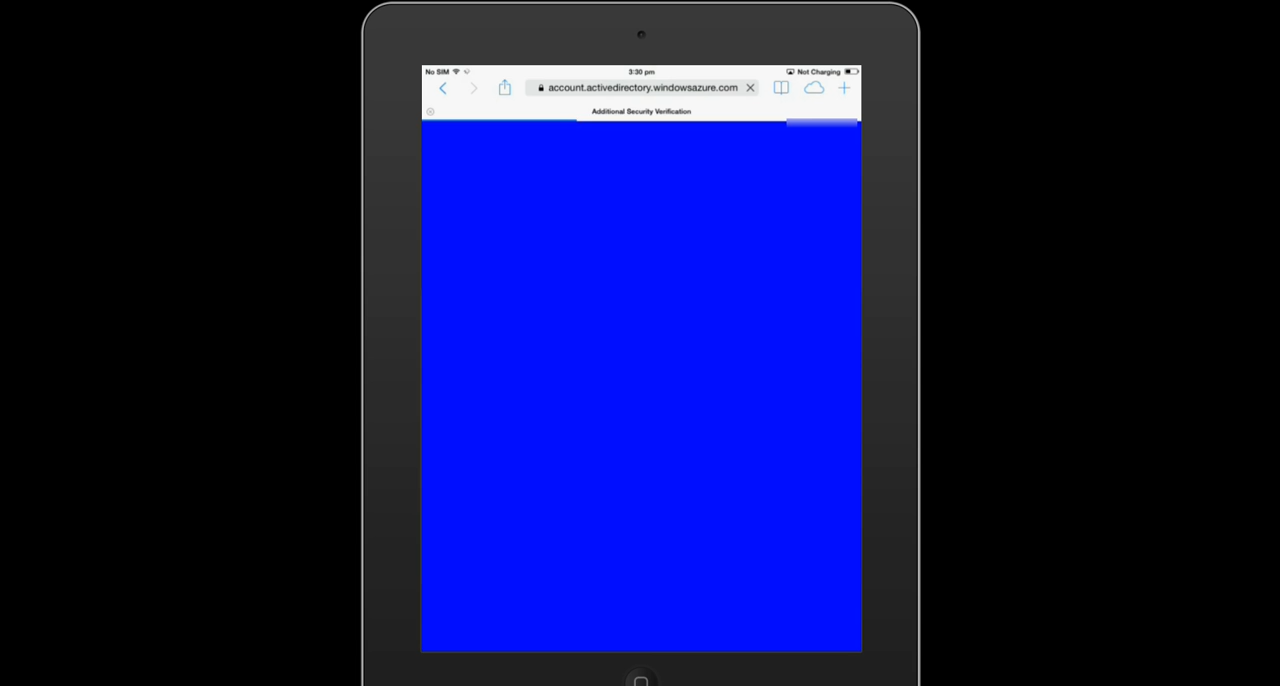 No SIM 3:30 pm Not Charging
account.activedirectory.windowsazure.com
Additional Security Verification